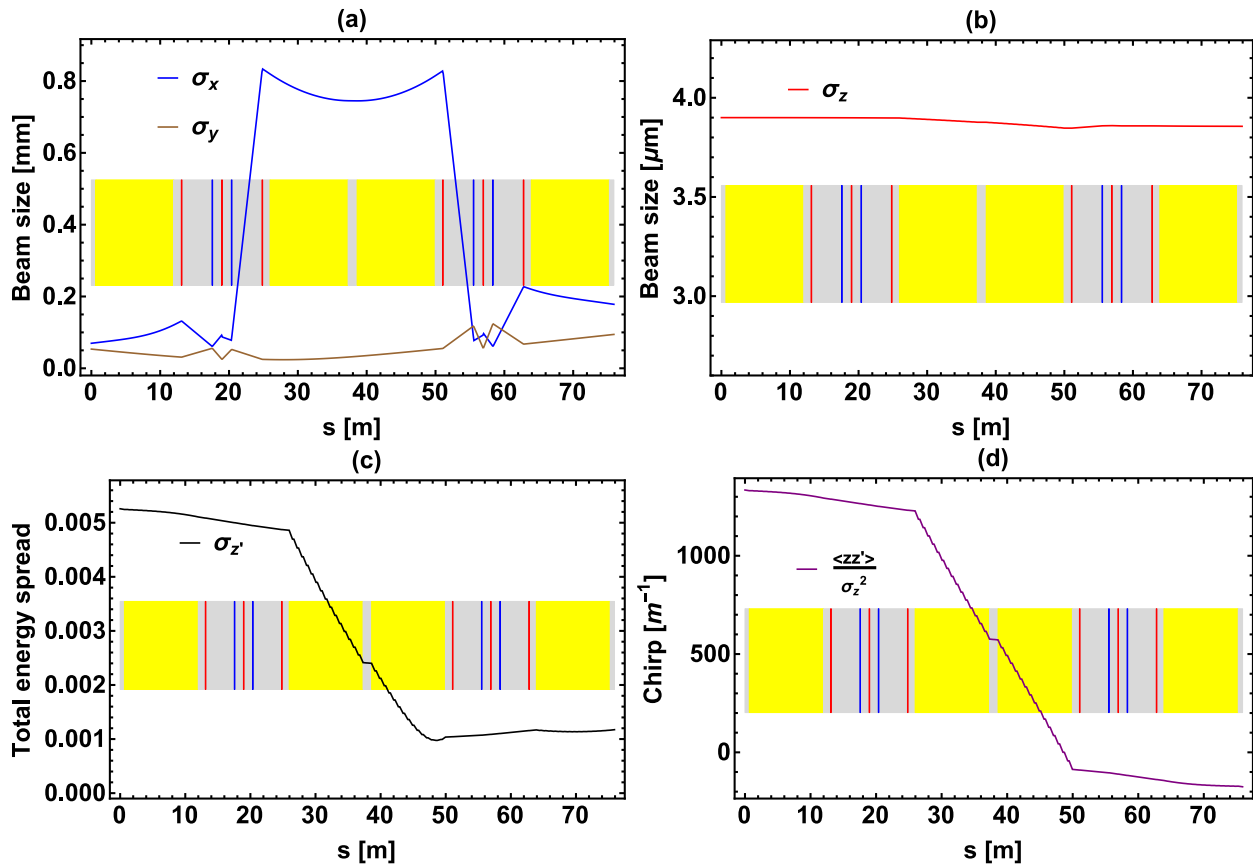 (a)
Beam size [mm]
0.8
0.6
0.4
0.2
0.0
σx
σy
0 10 20 30 40 50 60 70
s [m]
(b)
Beam size [μm]
4.0
3.5
3.0
σz
0 10 20 30 40 50 60 70
s [m]
(c)
Total energy spread
0.005
0.004
0.003
0.002
0.001
0.000
σz'
0 10 20 30 40 50 60 70
s [m]
(d)
Chirp [m⁻¹]
1000
500
0
<zz'>
σz²
0 10 20 30 40 50 60 70
s [m]